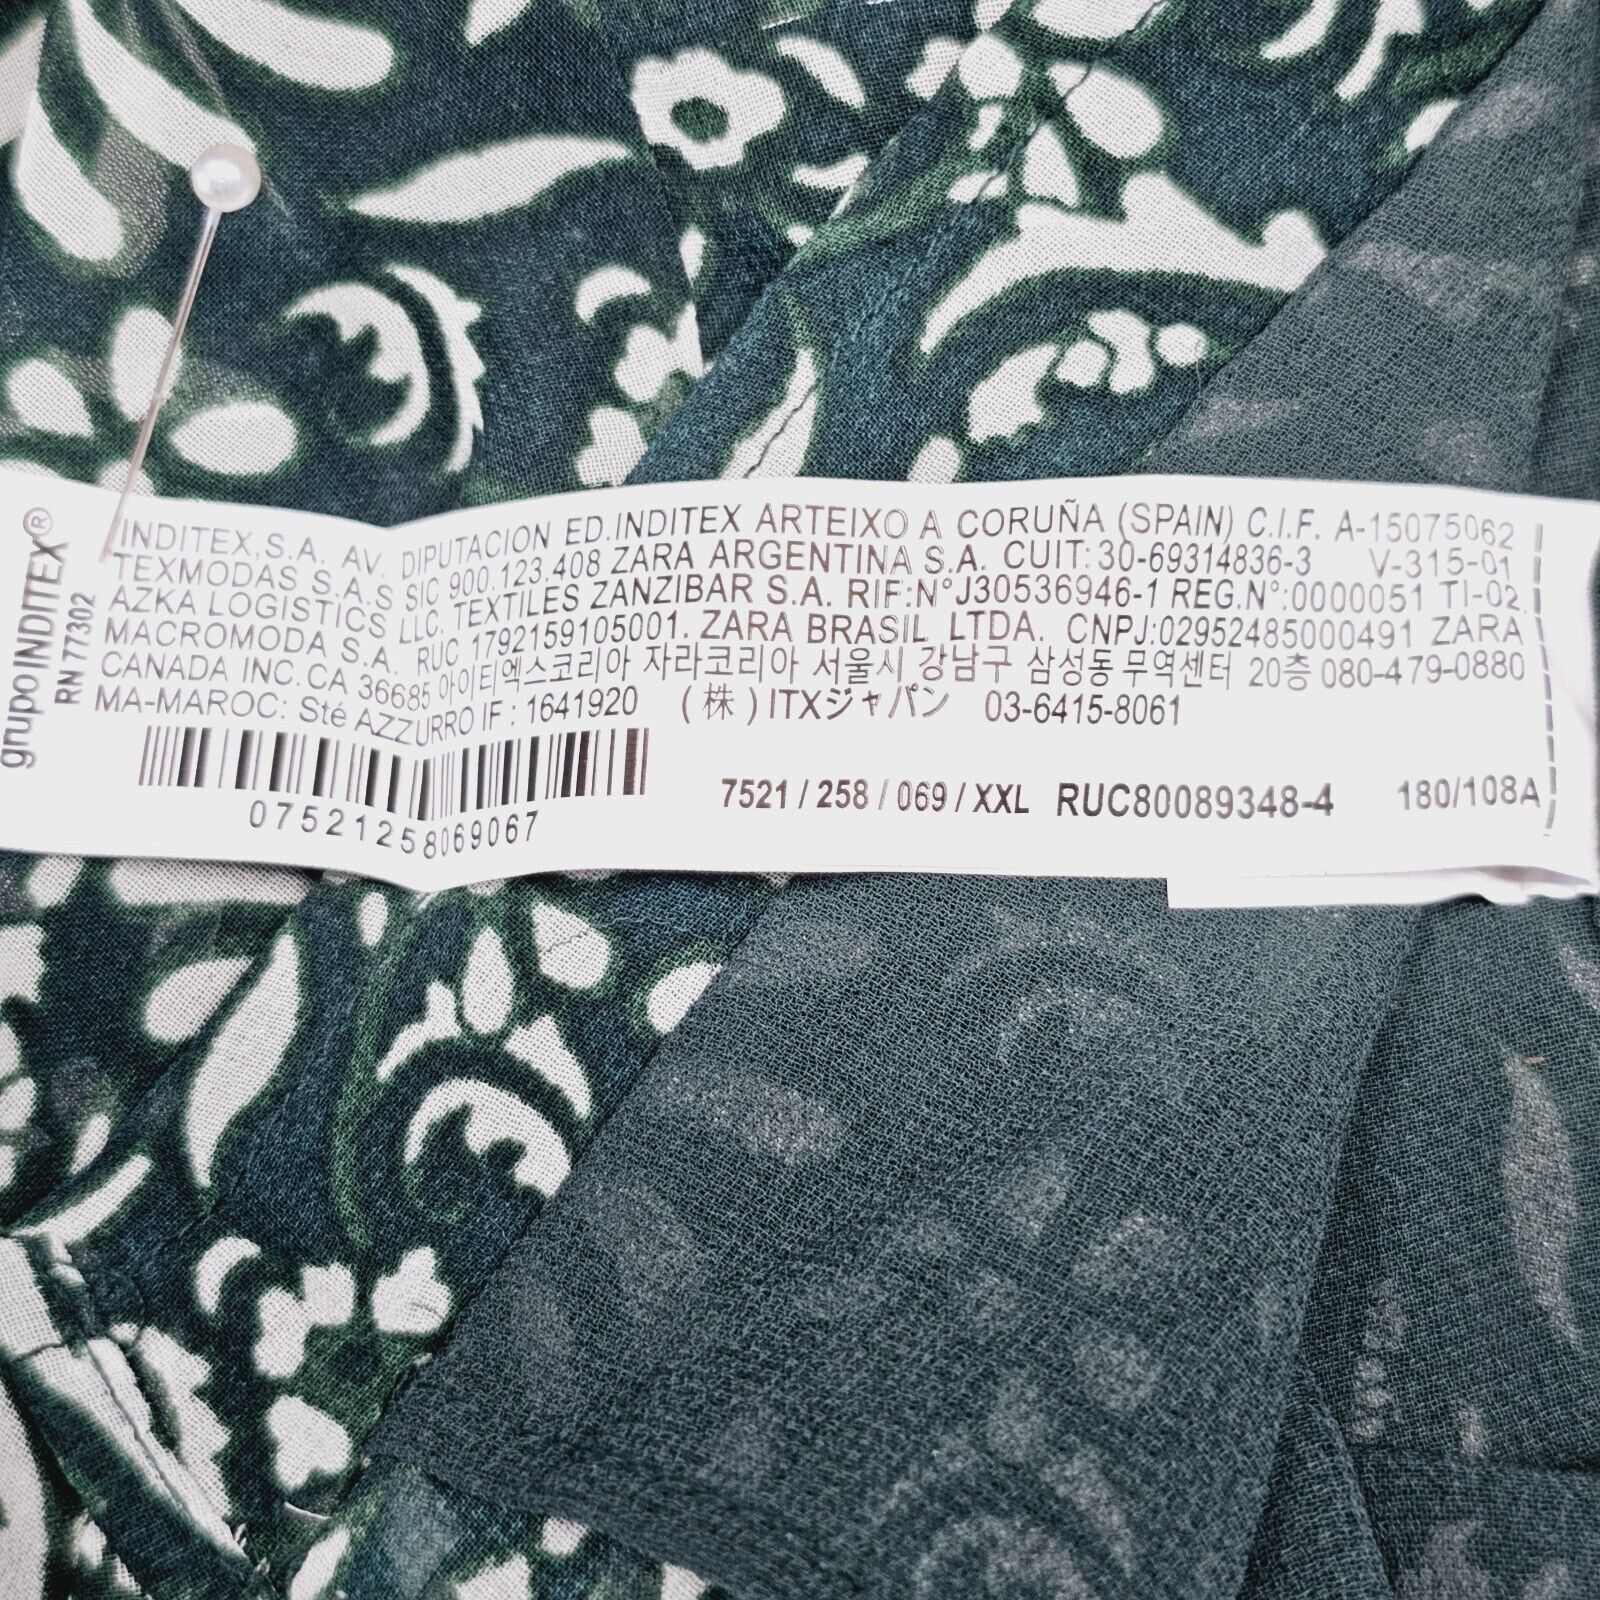 grupo INDITEX®
RN 77302
INDITEX,S.A. AV. DIPUTACION ED.INDITEX ARTEIXO A CORUÑA (SPAIN) C.I.F. A-15075062
TEXMODAS S.A.S SIC 900.123.408 ZARA ARGENTINA S.A. CUIT: 30-69314836-3 V-315-01
AZKA LOGISTICS LLC. TEXTILES ZANZIBAR S.A. RIF:N°J30536946-1 REG.N°:0000051 TI-02.
MACROMODA S.A. RUC 1792159105001. ZARA BRASIL LTDA. CNPJ:02952485000491 ZARA
CANADA INC. CA 36685 아이티엑스코리아 자라코리아 서울시 강남구 삼성동 무역센터 20층 080-479-0880
MA-MAROC: Sté AZZURRO IF : 1641920 (株) ITXジャパン 03-6415-8061
07521258069067
7521 / 258 / 069 / XXL RUC80089348-4 180/108A